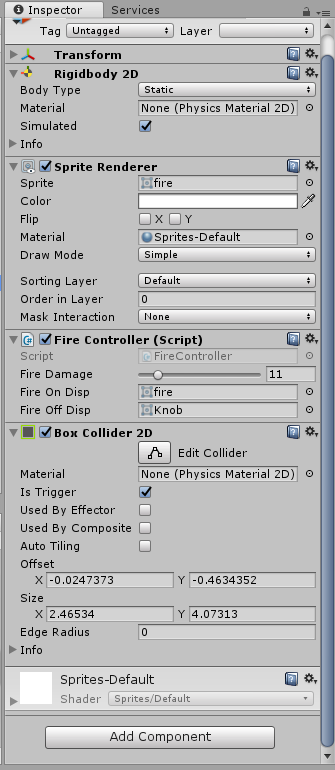 Inspector Services
Tag Untagged Layer
Transform
Rigidbody 2D
Body Type Static
Material None (Physics Material 2D)
Simulated
Info
Sprite Renderer
Sprite fire
Color
Flip X Y
Material Sprites-Default
Draw Mode Simple
Sorting Layer Default
Order in Layer 0
Mask Interaction None
Fire Controller (Script)
Script FireController
Fire Damage 11
Fire On Disp fire
Fire Off Disp Knob
Box Collider 2D
Edit Collider
Material None (Physics Material 2D)
Is Trigger
Used By Effector
Used By Composite
Auto Tiling
Offset
X -0.0247373 Y -0.4634352
Size
X 2.46534 Y 4.07313
Edge Radius 0
Info
Sprites-Default
Shader Sprites/Default
Add Component